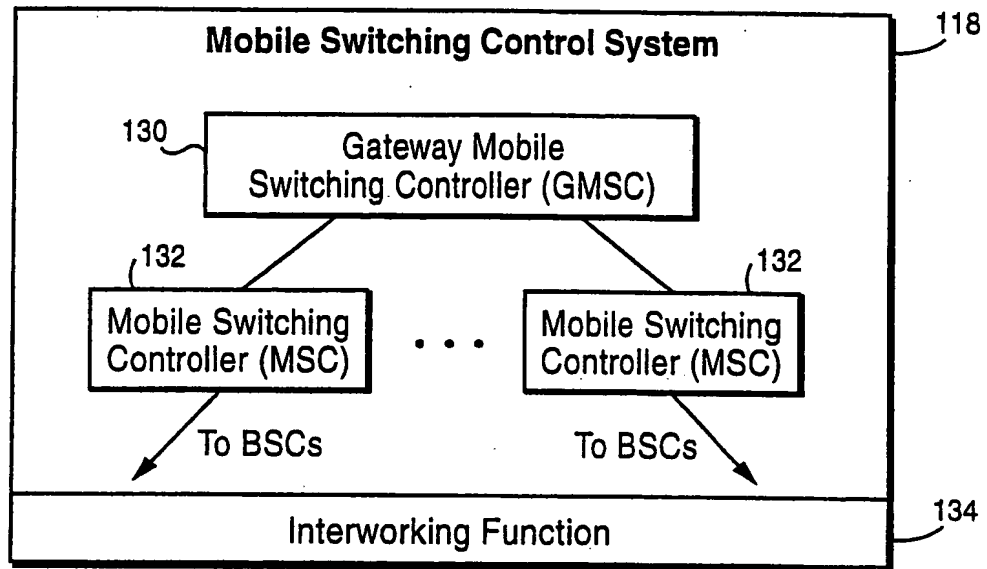 Mobile Switching Control System
118
130
Gateway Mobile
Switching Controller (GMSC)
132
132
Mobile Switching
Controller (MSC)
Mobile Switching
Controller (MSC)
To BSCs
To BSCs
Interworking Function
134